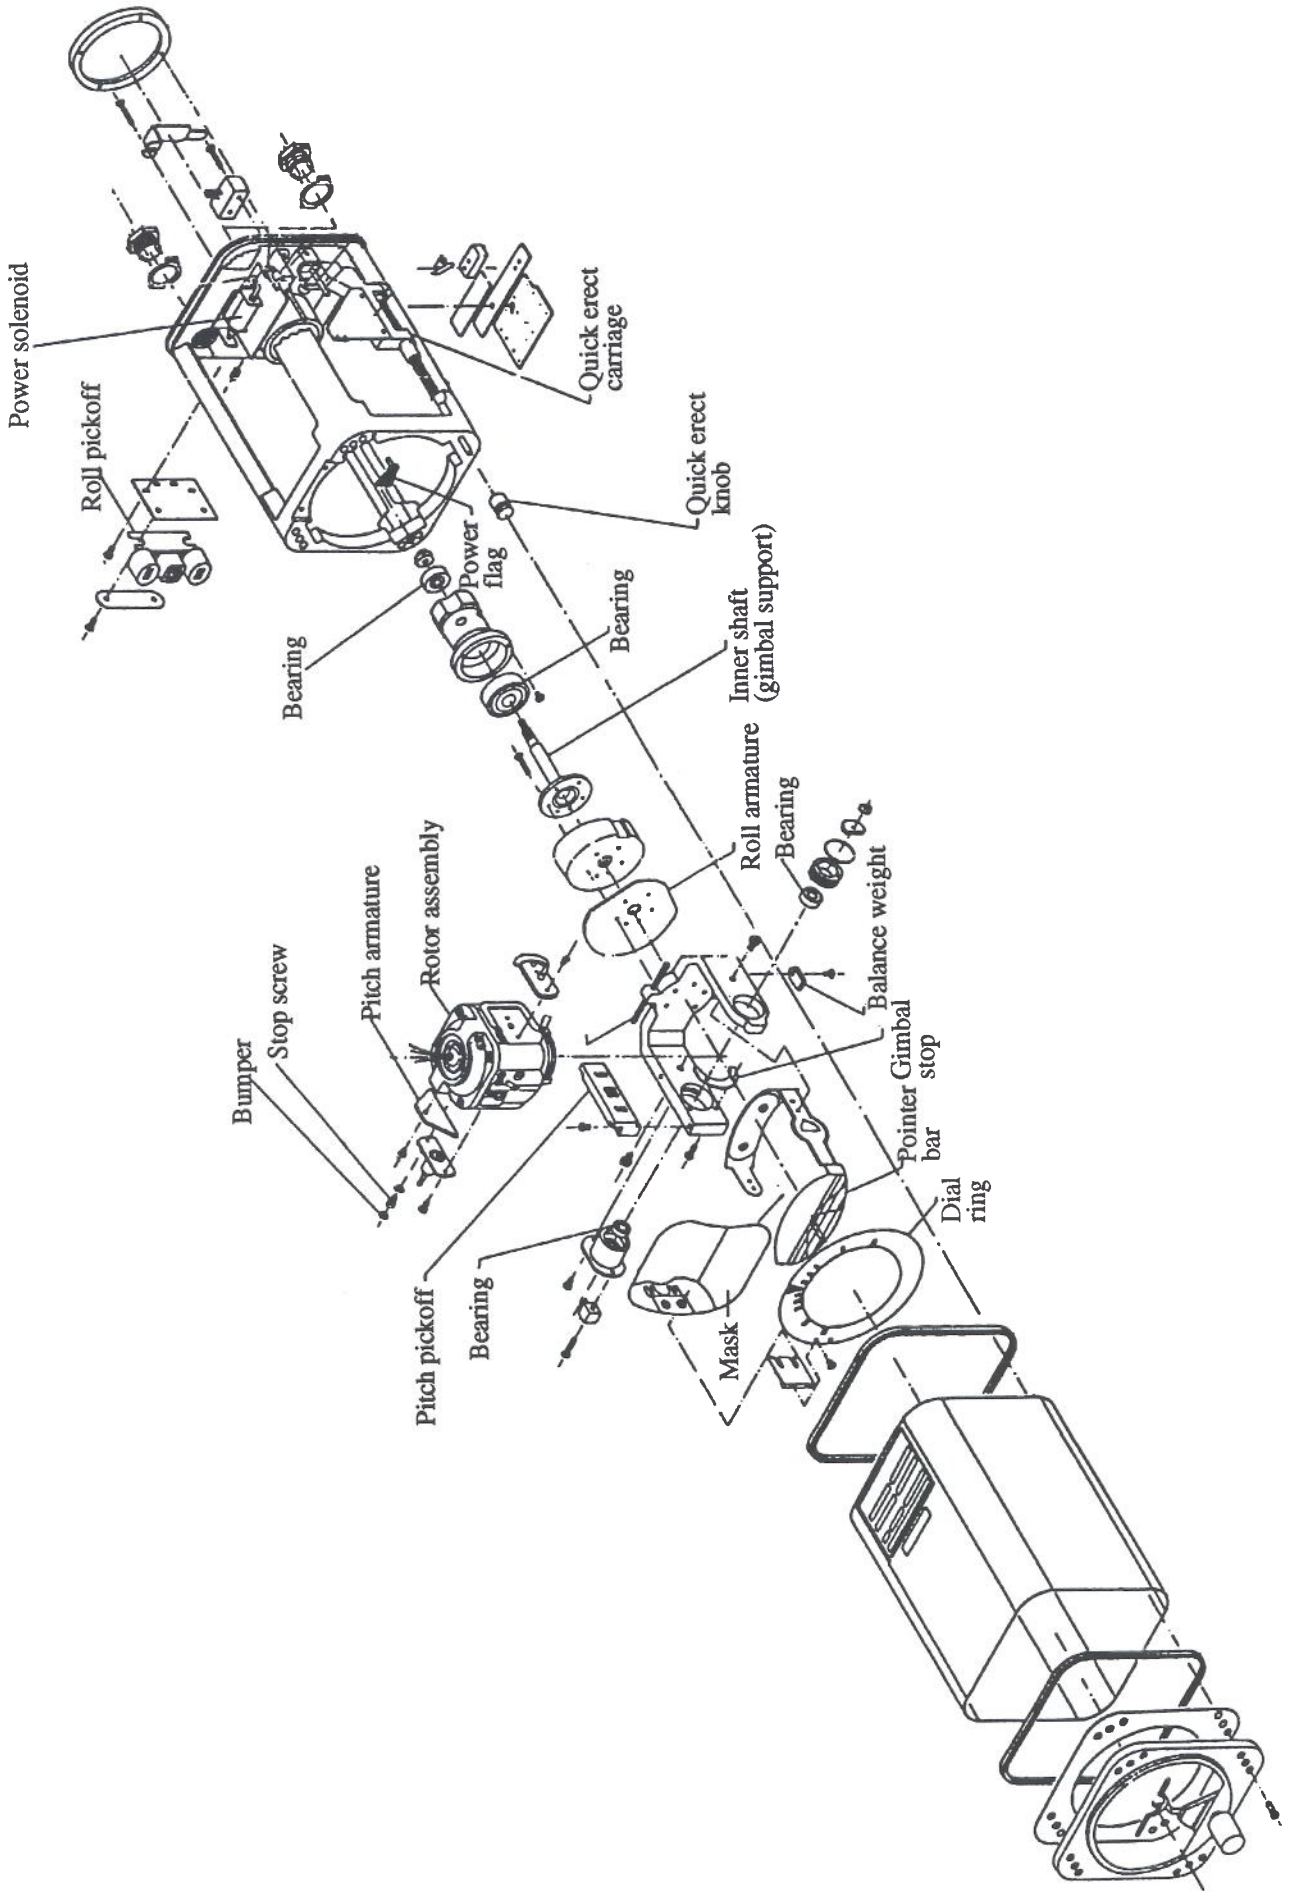 Power solenoid
Roll pickoff
Quick erect
carriage
Quick erect
knob
Power
flag
Bearing
Bearing
Inner shaft
(gimbal support)
Roll armature
Bearing
Balance weight
Rotor assembly
Pitch armature
Stop screw
Bumper
Gimbal
stop
Pointer
bar
Dial
ring
Pitch pickoff
Bearing
Mask